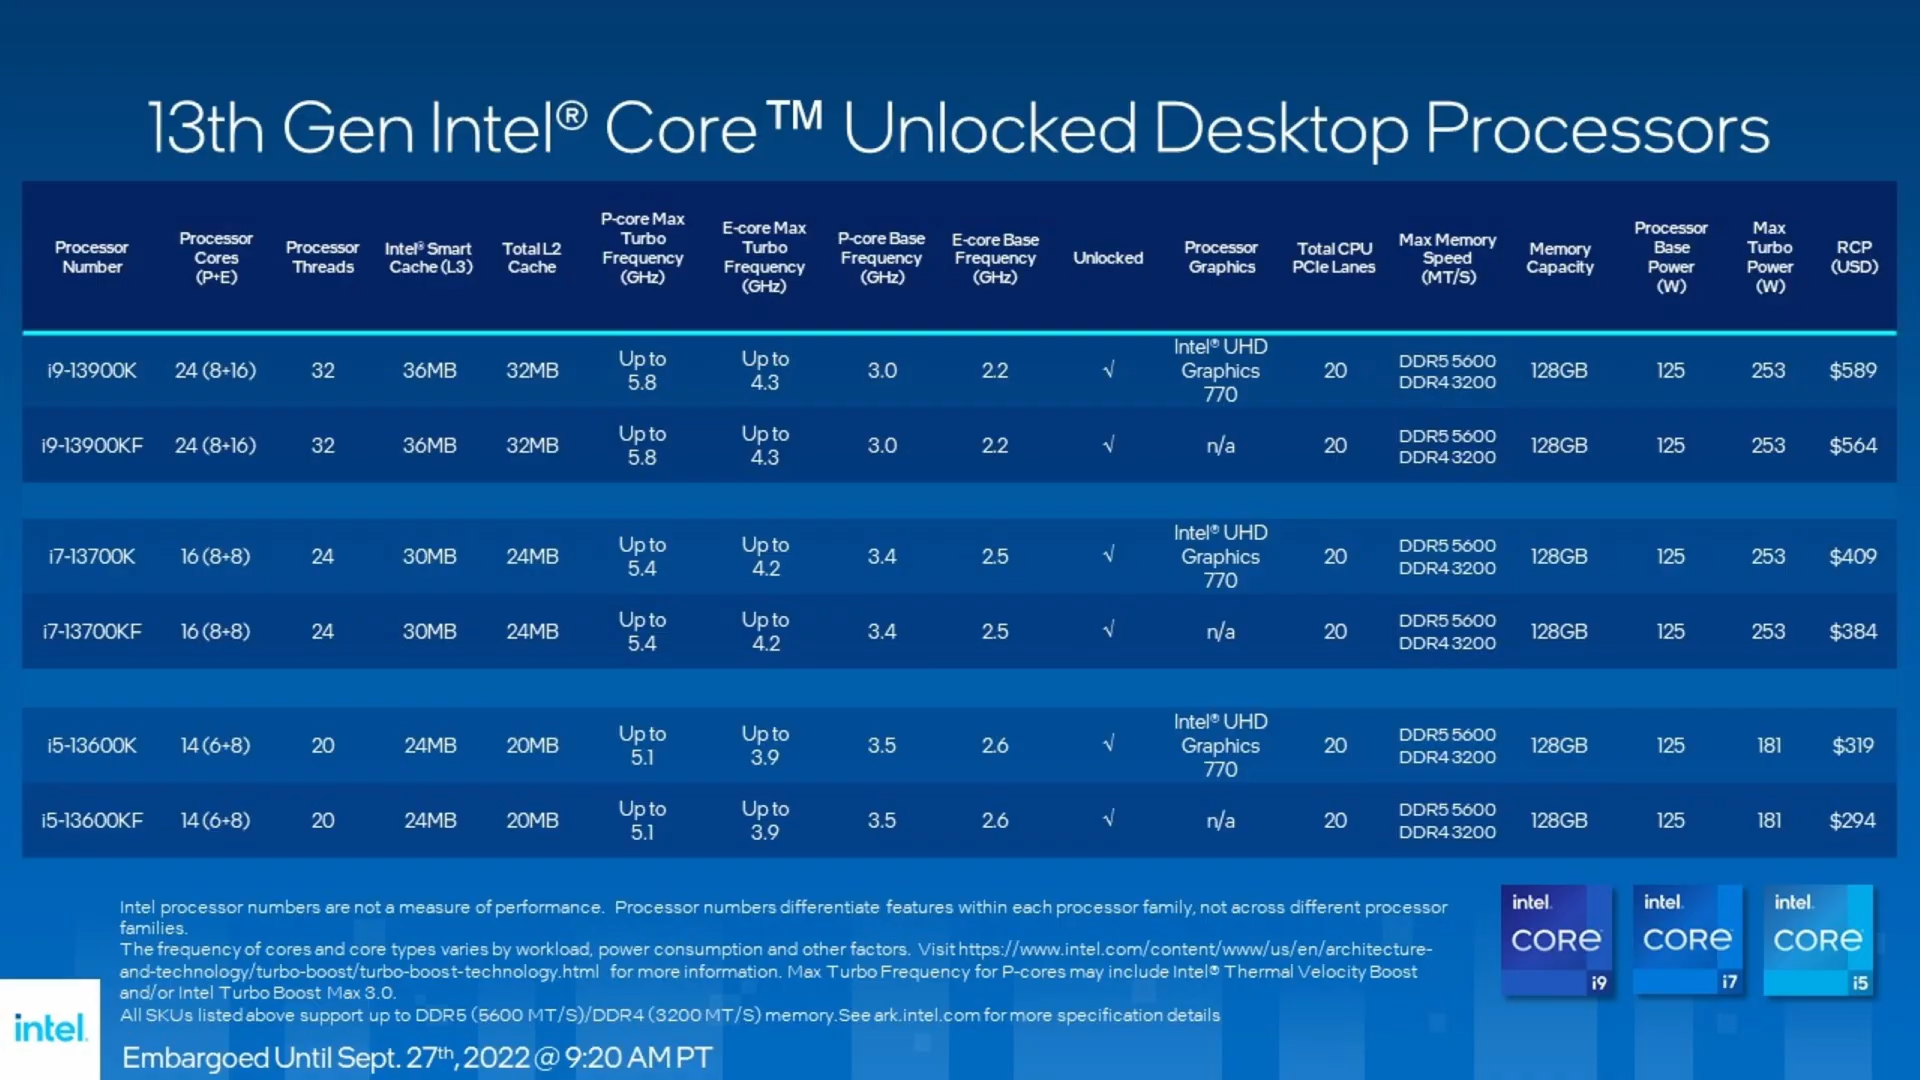 13th Gen Intel® Core™ Unlocked Desktop Processors
Processor Number	Processor Cores (P+E)	Processor Threads	Intel® Smart Cache (L3)	Total L2 Cache	P-core Max Turbo Frequency (GHz)	E-core Max Turbo Frequency (GHz)	P-core Base Frequency (GHz)	E-core Base Frequency (GHz)	Unlocked	Processor Graphics	Total CPU PCIe Lanes	Max Memory Speed (MT/S)	Memory Capacity	Processor Base Power (W)	Max Turbo Power (W)	RCP (USD)
i9-13900K	24 (8+16)	32	36MB	32MB	Up to 5.8	Up to 4.3	3.0	2.2	√	Intel® UHD Graphics 770	20	DDR5 5600 DDR4 3200	128GB	125	253	$589
i9-13900KF	24 (8+16)	32	36MB	32MB	Up to 5.8	Up to 4.3	3.0	2.2	√	n/a	20	DDR5 5600 DDR4 3200	128GB	125	253	$564
i7-13700K	16 (8+8)	24	30MB	24MB	Up to 5.4	Up to 4.2	3.4	2.5	√	Intel® UHD Graphics 770	20	DDR5 5600 DDR4 3200	128GB	125	253	$409
i7-13700KF	16 (8+8)	24	30MB	24MB	Up to 5.4	Up to 4.2	3.4	2.5	√	n/a	20	DDR5 5600 DDR4 3200	128GB	125	253	$384
i5-13600K	14 (6+8)	20	24MB	20MB	Up to 5.1	Up to 3.9	3.5	2.6	√	Intel® UHD Graphics 770	20	DDR5 5600 DDR4 3200	128GB	125	181	$319
i5-13600KF	14 (6+8)	20	24MB	20MB	Up to 5.1	Up to 3.9	3.5	2.6	√	n/a	20	DDR5 5600 DDR4 3200	128GB	125	181	$294
Intel processor numbers are not a measure of performance. Processor numbers differentiate features within each processor family, not across different processor
families.
The frequency of cores and core types varies by workload, power consumption and other factors. Visit https://www.intel.com/content/www/us/en/architecture-
and-technology/turbo-boost/turbo-boost-technology.html for more information. Max Turbo Frequency for P-cores may include Intel® Thermal Velocity Boost
and/or Intel Turbo Boost Max 3.0.
All SKUs listed above support up to DDR5 (5600 MT/S)/DDR4 (3200 MT/S) memory. See ark.intel.com for more specification details
Embargoed Until Sept. 27th, 2022 @ 9:20 AM PT
intel.
intel. CORE i9
intel. CORE i7
intel. CORE i5